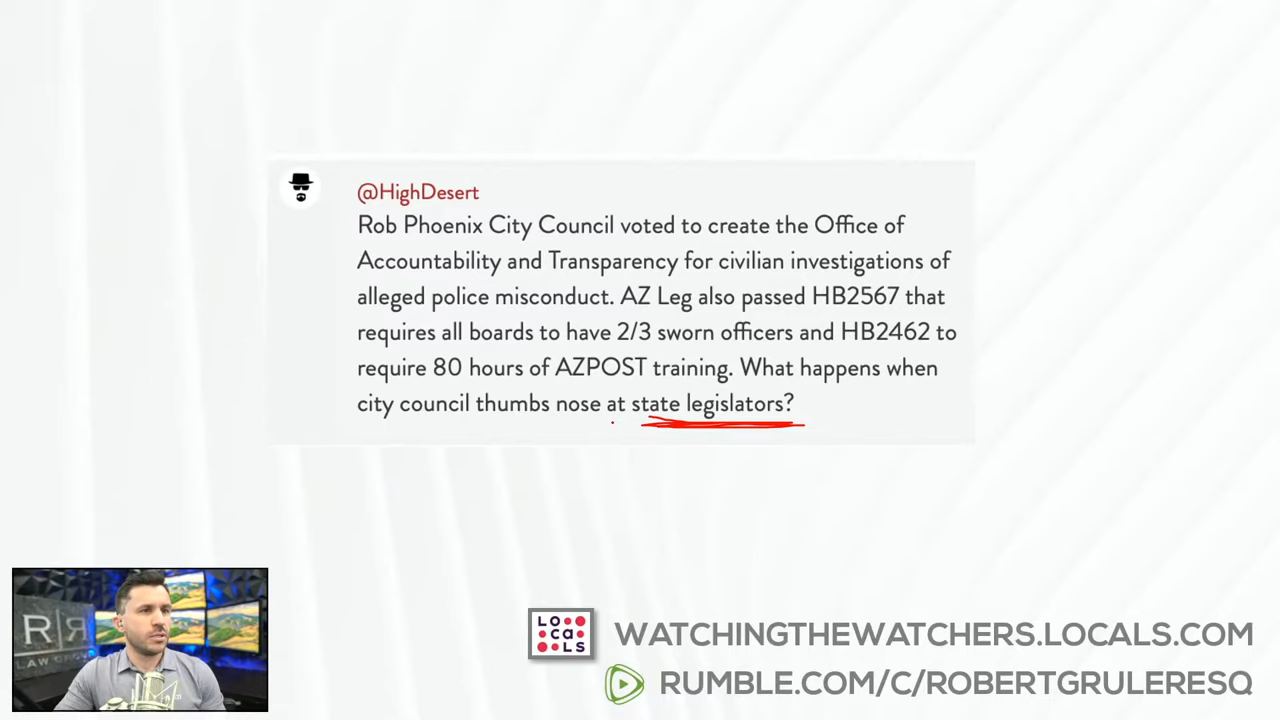 @HighDesert
Rob Phoenix City Council voted to create the Office of
Accountability and Transparency for civilian investigations of
alleged police misconduct. AZ Leg also passed HB2567 that
requires all boards to have 2/3 sworn officers and HB2462 to
require 80 hours of AZPOST training. What happens when
city council thumbs nose at state legislators?
R|R
LAW GROUP
LOCALS
WATCHINGTHEWATCHERS.LOCALS.COM
RUMBLE.COM/C/ROBERTGRULERESQ